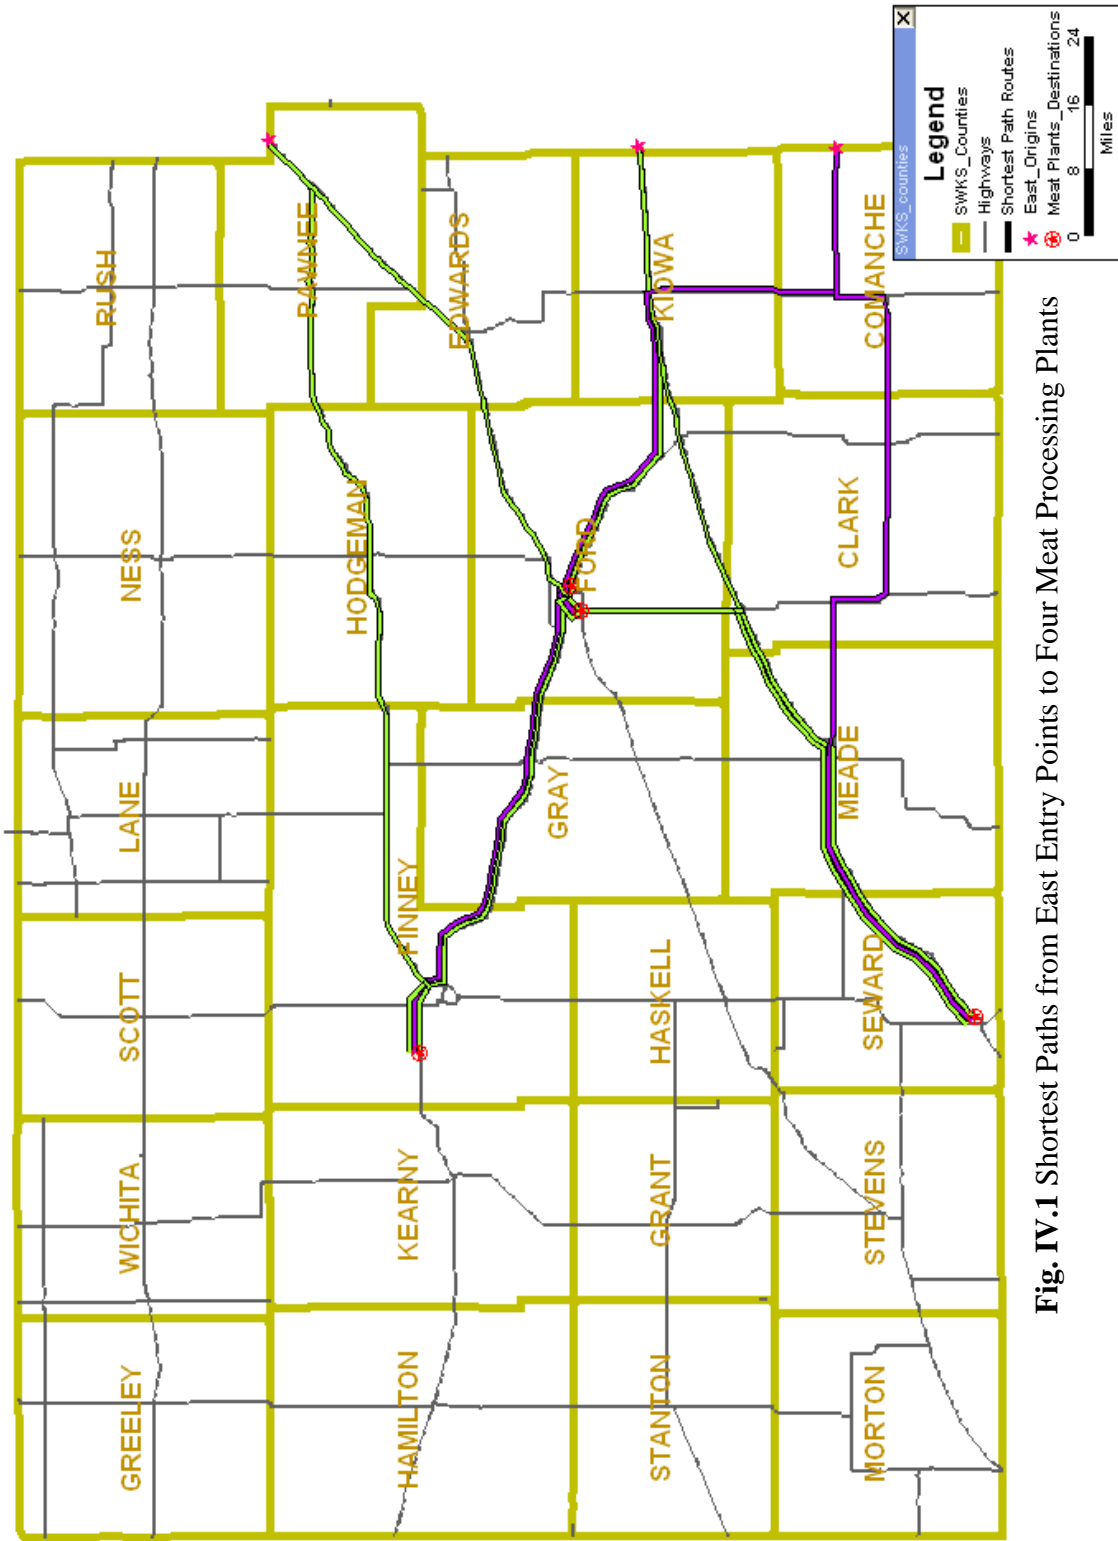 GREELEY
WICHITA
SCOTT
LANE
NESS
RUSH
HAMILTON
KEARNY
FINNEY
HODGEMAN
PAWNEE
STANTON
GRANT
HASKELL
GRAY
FORD
EDWARDS
KIOWA
MORTON
STEVENS
SEWARD
MEADE
CLARK
COMANCHE
SWKS_counties
Legend
SWKS_Counties
Highways
Shortest Path Routes
East_Origins
Meat Plants_Destinations
0 8 16 24
Miles
Fig. IV.1 Shortest Paths from East Entry Points to Four Meat Processing Plants